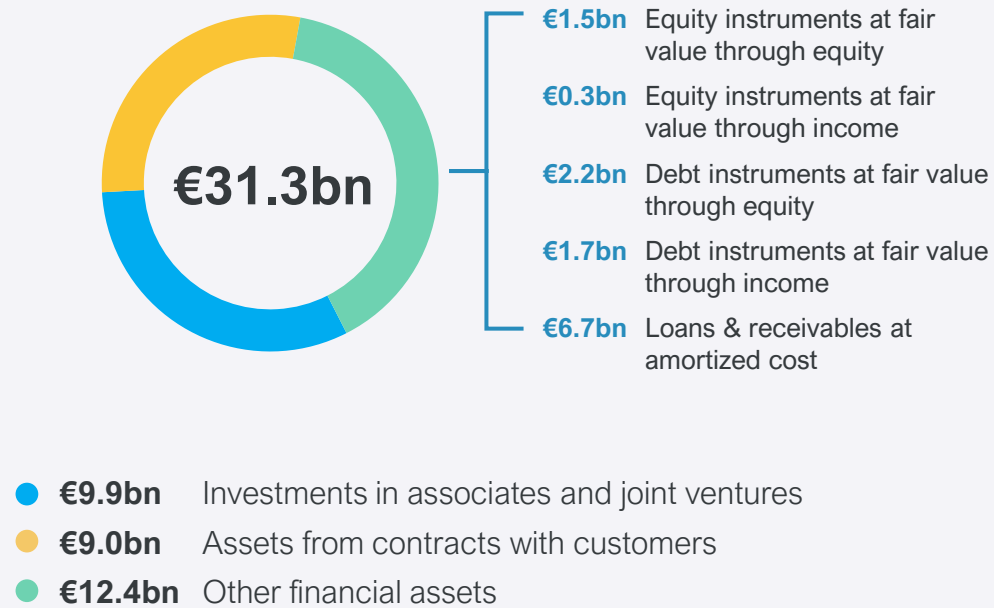 €31.3bn
€1.5bn Equity instruments at fair
value through equity
€0.3bn Equity instruments at fair
value through income
€2.2bn Debt instruments at fair value
through equity
€1.7bn Debt instruments at fair value
through income
€6.7bn Loans & receivables at
amortized cost
€9.9bn Investments in associates and joint ventures
€9.0bn Assets from contracts with customers
€12.4bn Other financial assets